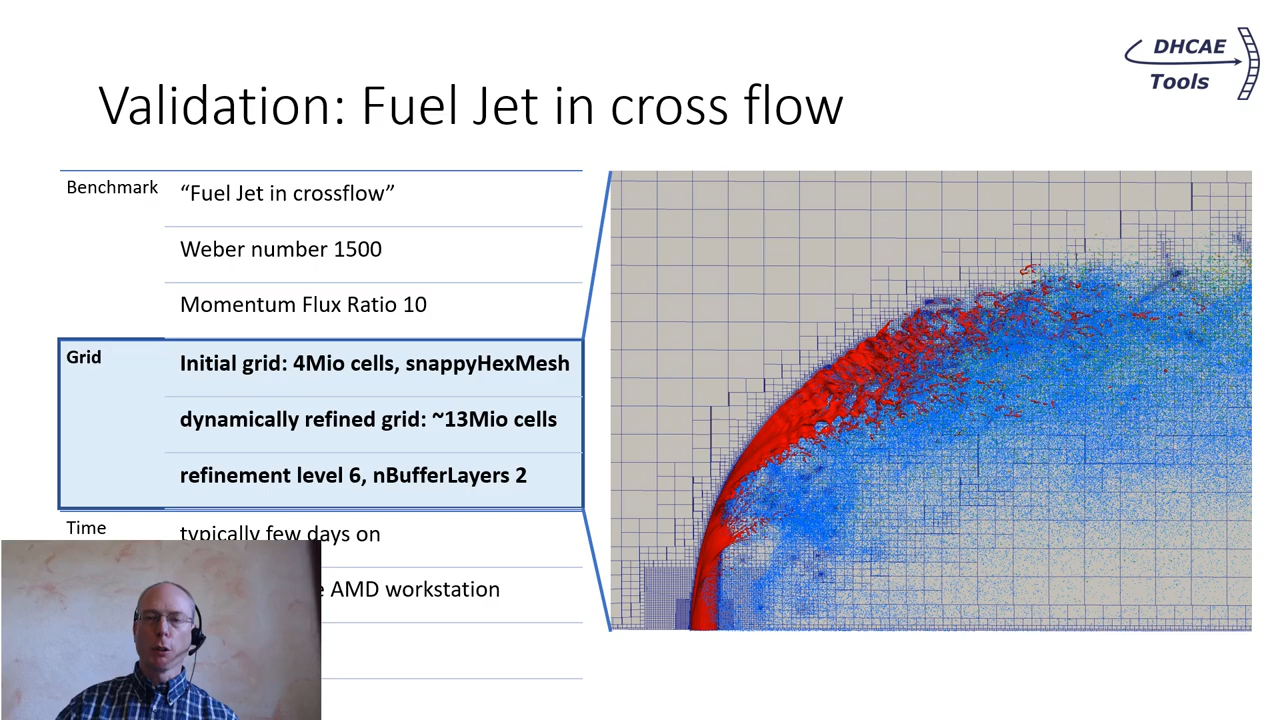 DHCAE
Tools
Validation: Fuel Jet in cross flow
Benchmark
“Fuel Jet in crossflow”
Weber number 1500
Momentum Flux Ratio 10
Grid
Initial grid: 4Mio cells, snappyHexMesh
dynamically refined grid: ~13Mio cells
refinement level 6, nBufferLayers 2
Time
typically few days on
AMD workstation